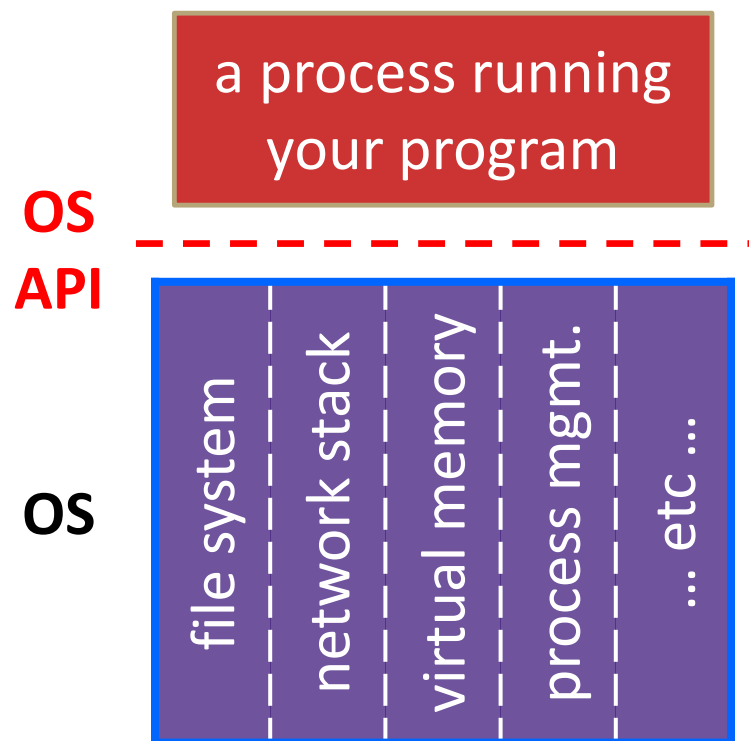 a process running
your program
OS
API
OS
file system
network stack
virtual memory
process mgmt.
... etc ...